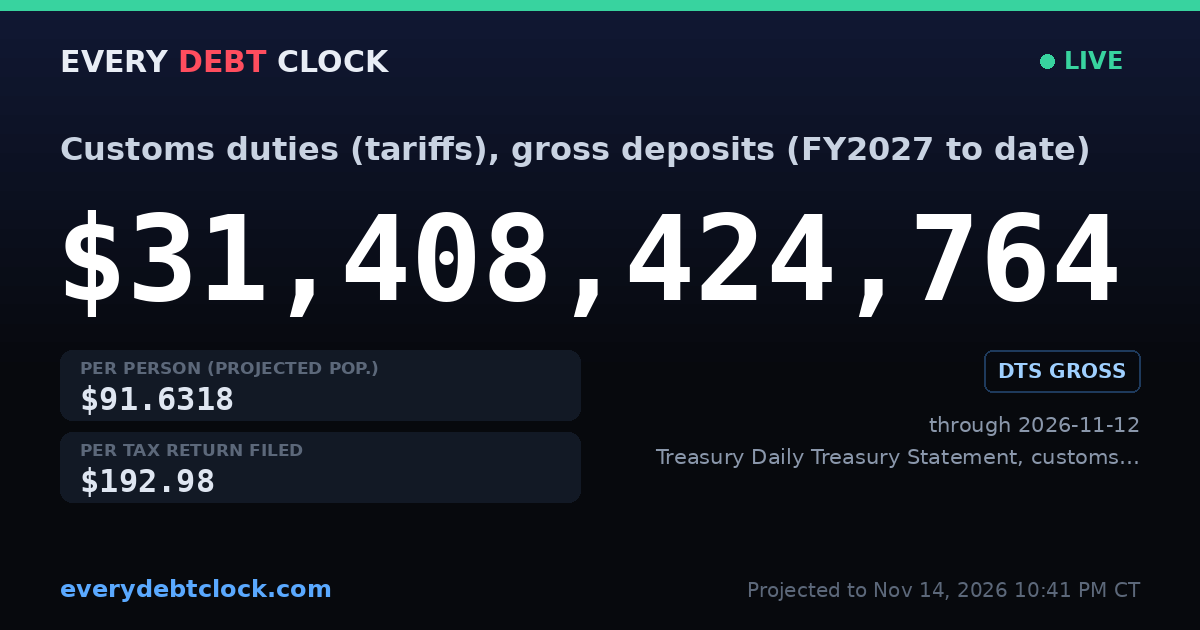 EVERY DEBT CLOCK
LIVE
Customs duties (tariffs), gross deposits (FY2027 to date)
$31,408,424,764
PER PERSON (PROJECTED POP.)
$91.6318
PER TAX RETURN FILED
$192.98
DTS GROSS
through 2026-11-12
Treasury Daily Treasury Statement, customs...
everydebtclock.com
Projected to Nov 14, 2026 10:41 PM CT